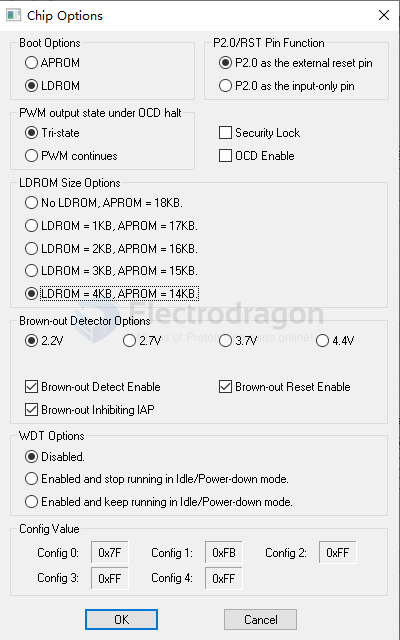 Chip Options
Boot Options
APROM
LDROM
P2.0/RST Pin Function
P2.0 as the external reset pin
P2.0 as the input-only pin
PWM output state under OCD halt
Tri-state
PWM continues
Security Lock
OCD Enable
LDROM Size Options
No LDROM, APROM = 18KB.
LDROM = 1KB, APROM = 17KB.
LDROM = 2KB, APROM = 16KB.
LDROM = 3KB, APROM = 15KB.
LDROM = 4KB, APROM = 14KB.
Electrodragon
Brown-out Detector Options
2.2V 2.7V 3.7V 4.4V
of Prototype online!
Brown-out Detect Enable Brown-out Reset Enable
Brown-out Inhibiting IAP
WDT Options
Disabled.
Enabled and stop running in Idle/Power-down mode.
Enabled and keep running in Idle/Power-down mode.
Config Value
Config 0: 0x7F Config 1: 0xFB Config 2: 0xFF
Config 3: 0xFF Config 4: 0xFF
OK Cancel